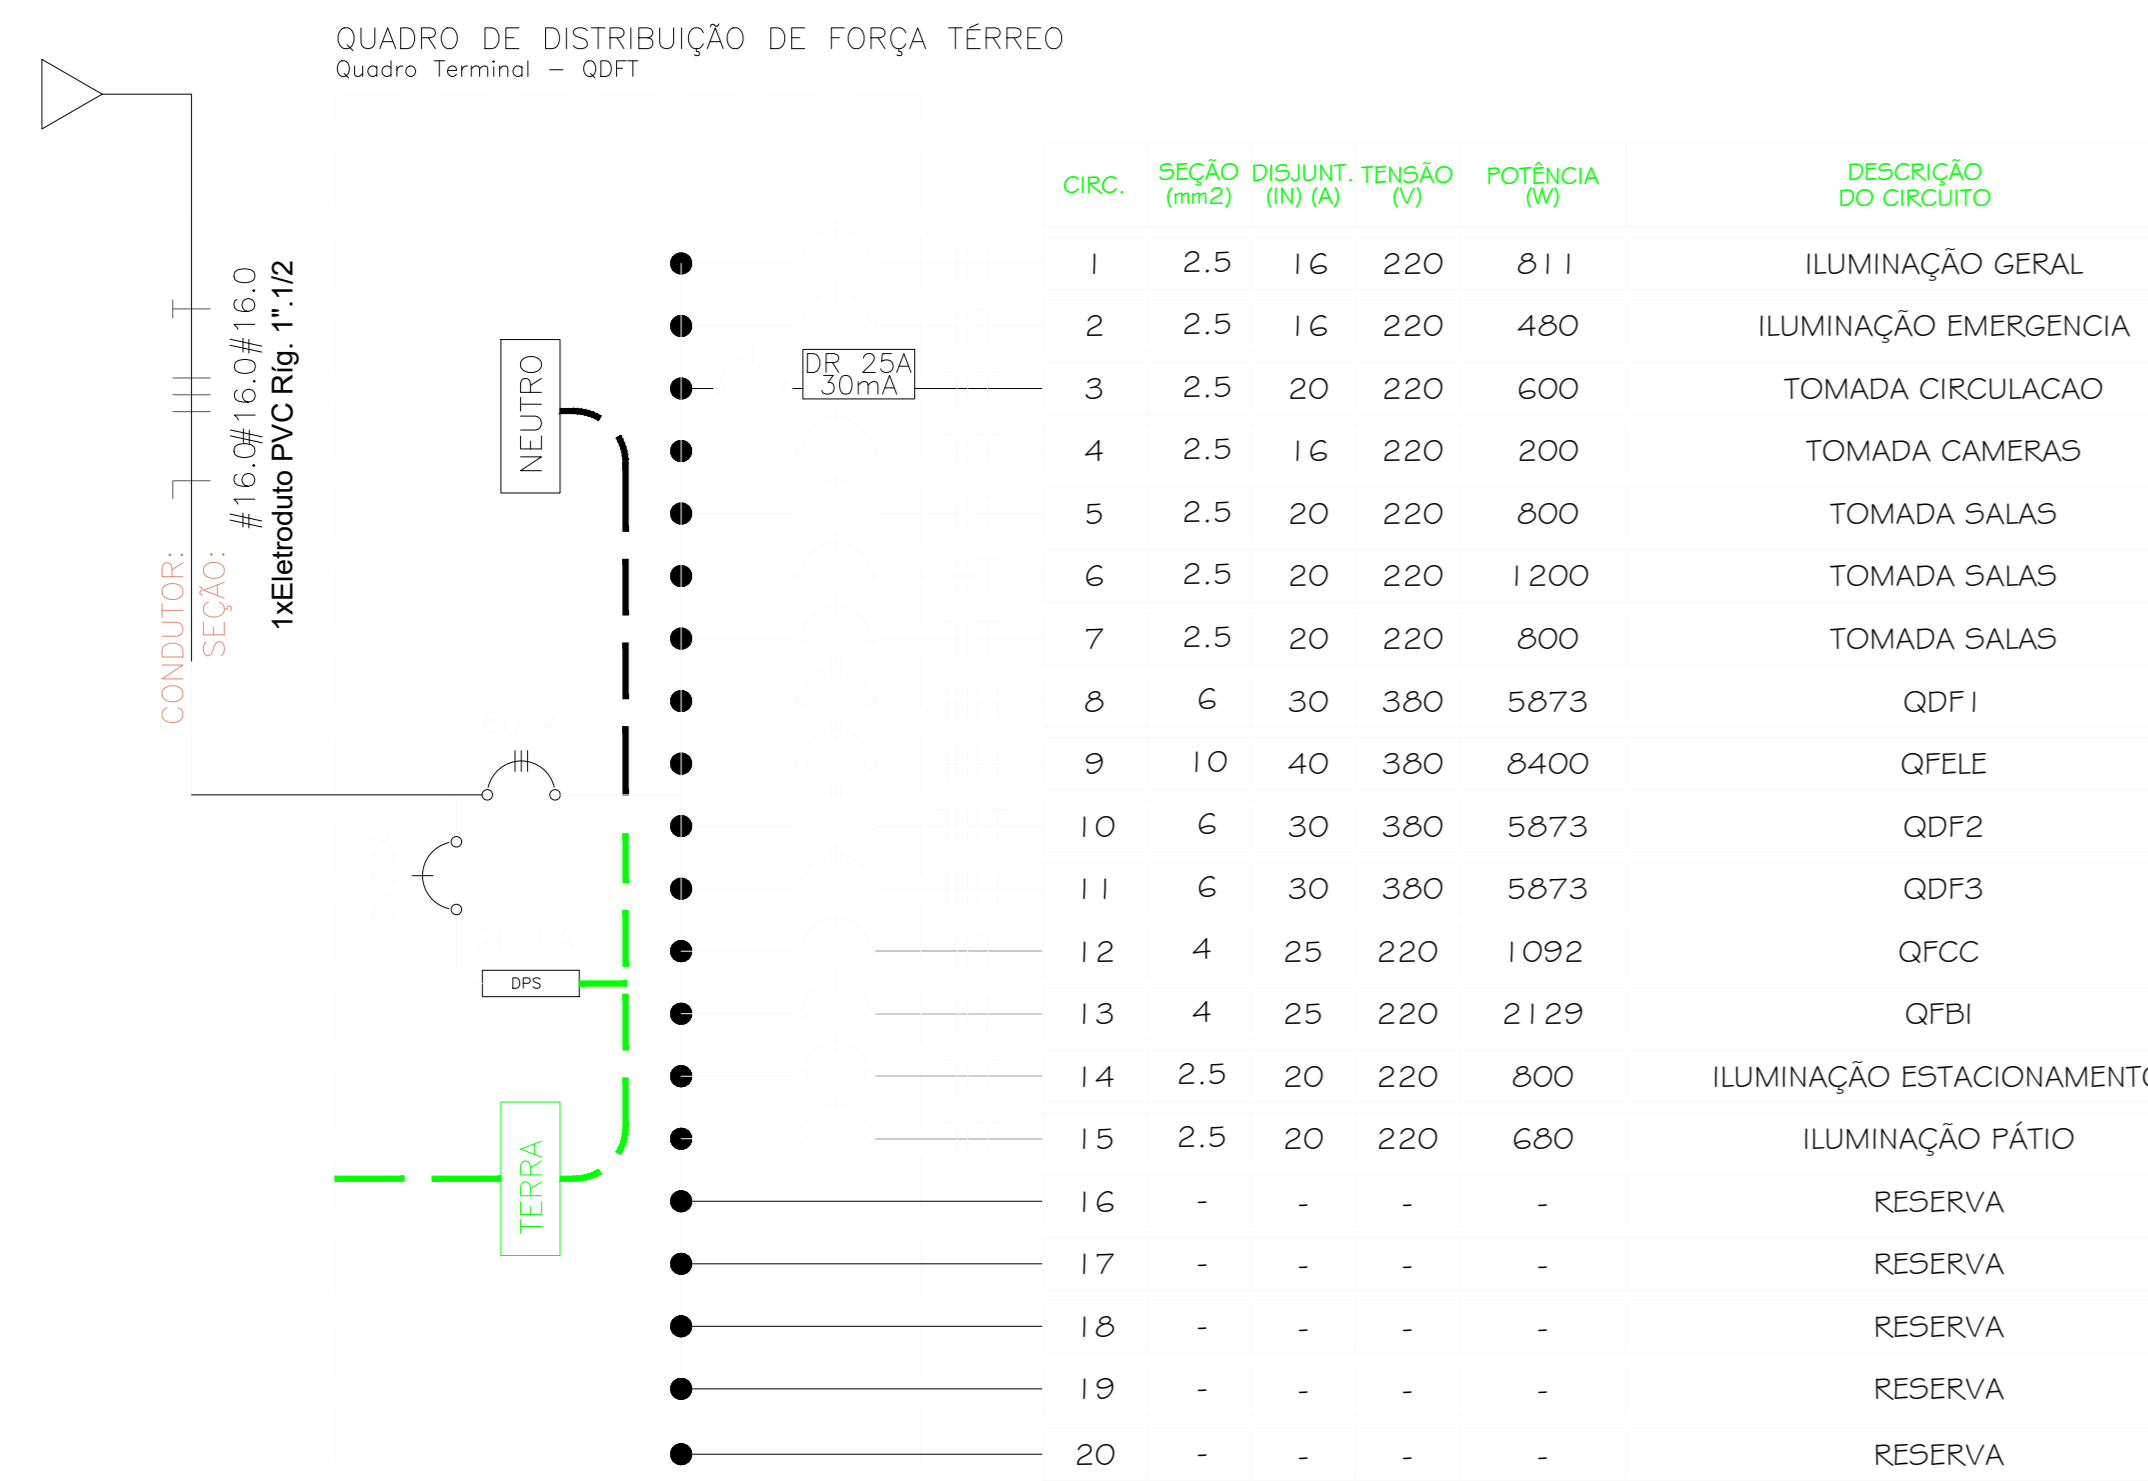 QUADRO DE DISTRIBUIÇÃO DE FORÇA TÉRREO
Quadro Terminal – QDFT
CONDUTOR:
SEÇÃO:
#16.0#16.0#16.0
1xEletroduto PVC Ríg. 1".1/2
NEUTRO
60 A
3x20A
20 KA
DPS
TERRA
DR 25A
30mA
CIRC. SEÇÃO (mm2) DISJUNT. (IN) (A) TENSÃO (V) POTÊNCIA (W) DESCRIÇÃO DO CIRCUITO
1 2.5 16 220 811 ILUMINAÇÃO GERAL
2 2.5 16 220 480 ILUMINAÇÃO EMERGENCIA
3 2.5 20 220 600 TOMADA CIRCULACAO
4 2.5 16 220 200 TOMADA CAMERAS
5 2.5 20 220 800 TOMADA SALAS
6 2.5 20 220 1200 TOMADA SALAS
7 2.5 20 220 800 TOMADA SALAS
8 6 30 380 5873 QDF1
9 10 40 380 8400 QFELE
10 6 30 380 5873 QDF2
11 6 30 380 5873 QDF3
12 4 25 220 1092 QFCC
13 4 25 220 2129 QFBI
14 2.5 20 220 800 ILUMINAÇÃO ESTACIONAMENTO
15 2.5 20 220 680 ILUMINAÇÃO PÁTIO
16 - - - - RESERVA
17 - - - - RESERVA
18 - - - - RESERVA
19 - - - - RESERVA
20 - - - - RESERVA